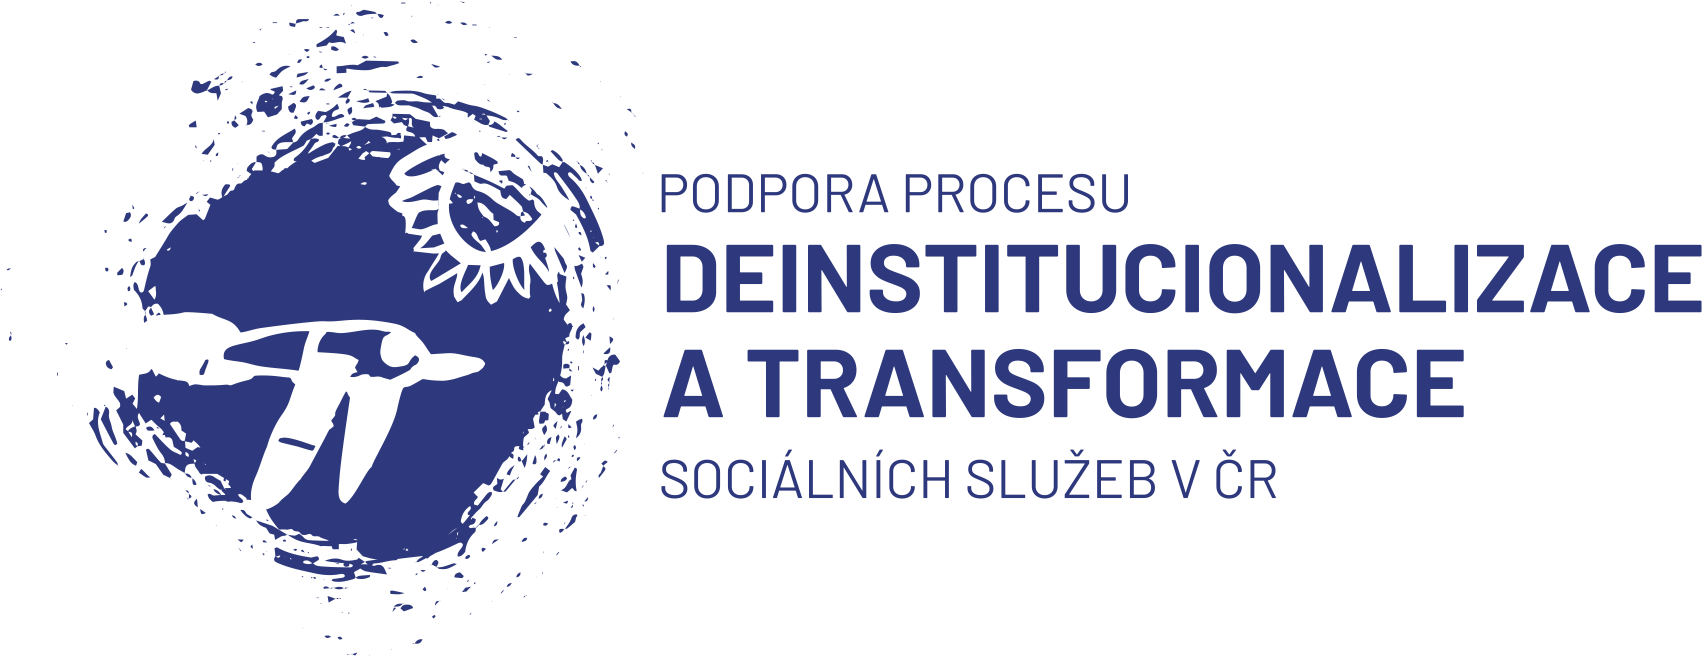 PODPORA PROCESU
DEINSTITUCIONALIZACE
A TRANSFORMACE
SOCIÁLNÍCH SLUŽEB V ČR